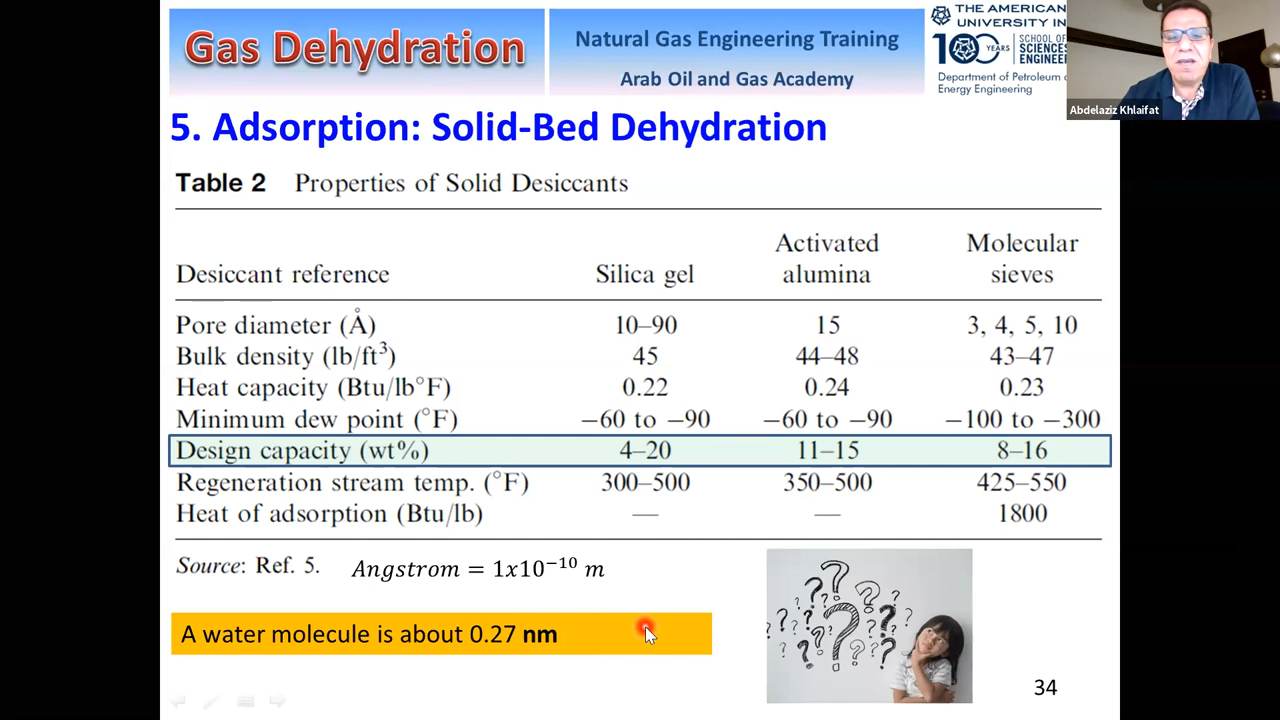 Gas Dehydration
Natural Gas Engineering Training
Arab Oil and Gas Academy
THE AMERICAN
UNIVERSITY IN
100 YEARS
SCHOOL OF
SCIENCES
ENGINEER
Department of Petroleum
Energy Engineering
Abdelaziz Khlaifat
5. Adsorption: Solid-Bed Dehydration
Table 2 Properties of Solid Desiccants
Desiccant reference Silica gel Activated alumina Molecular sieves
Pore diameter (Å) 10–90 15 3, 4, 5, 10
Bulk density (lb/ft³) 45 44–48 43–47
Heat capacity (Btu/lb°F) 0.22 0.24 0.23
Minimum dew point (°F) −60 to −90 −60 to −90 −100 to −300
Design capacity (wt%) 4–20 11–15 8–16
Regeneration stream temp. (°F) 300–500 350–500 425–550
Heat of adsorption (Btu/lb) — — 1800
Source: Ref. 5. Angstrom = 1x10⁻¹⁰ m
A water molecule is about 0.27 nm
34